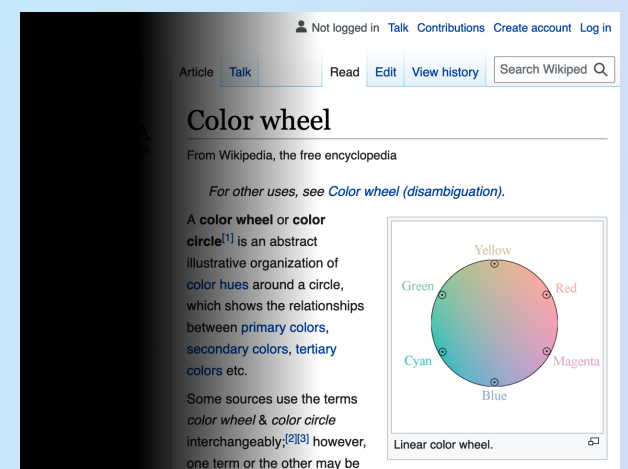 Not logged in Talk Contributions Create account Log in
Article Talk Read Edit View history Search Wikiped
Color wheel
From Wikipedia, the free encyclopedia
For other uses, see Color wheel (disambiguation).
A color wheel or color
circle[1] is an abstract
illustrative organization of
color hues around a circle,
which shows the relationships
between primary colors,
secondary colors, tertiary
colors etc.
Some sources use the terms
color wheel & color circle
interchangeably;[2][3] however,
one term or the other may be
Yellow
Green Red
Cyan Magenta
Blue
Linear color wheel.